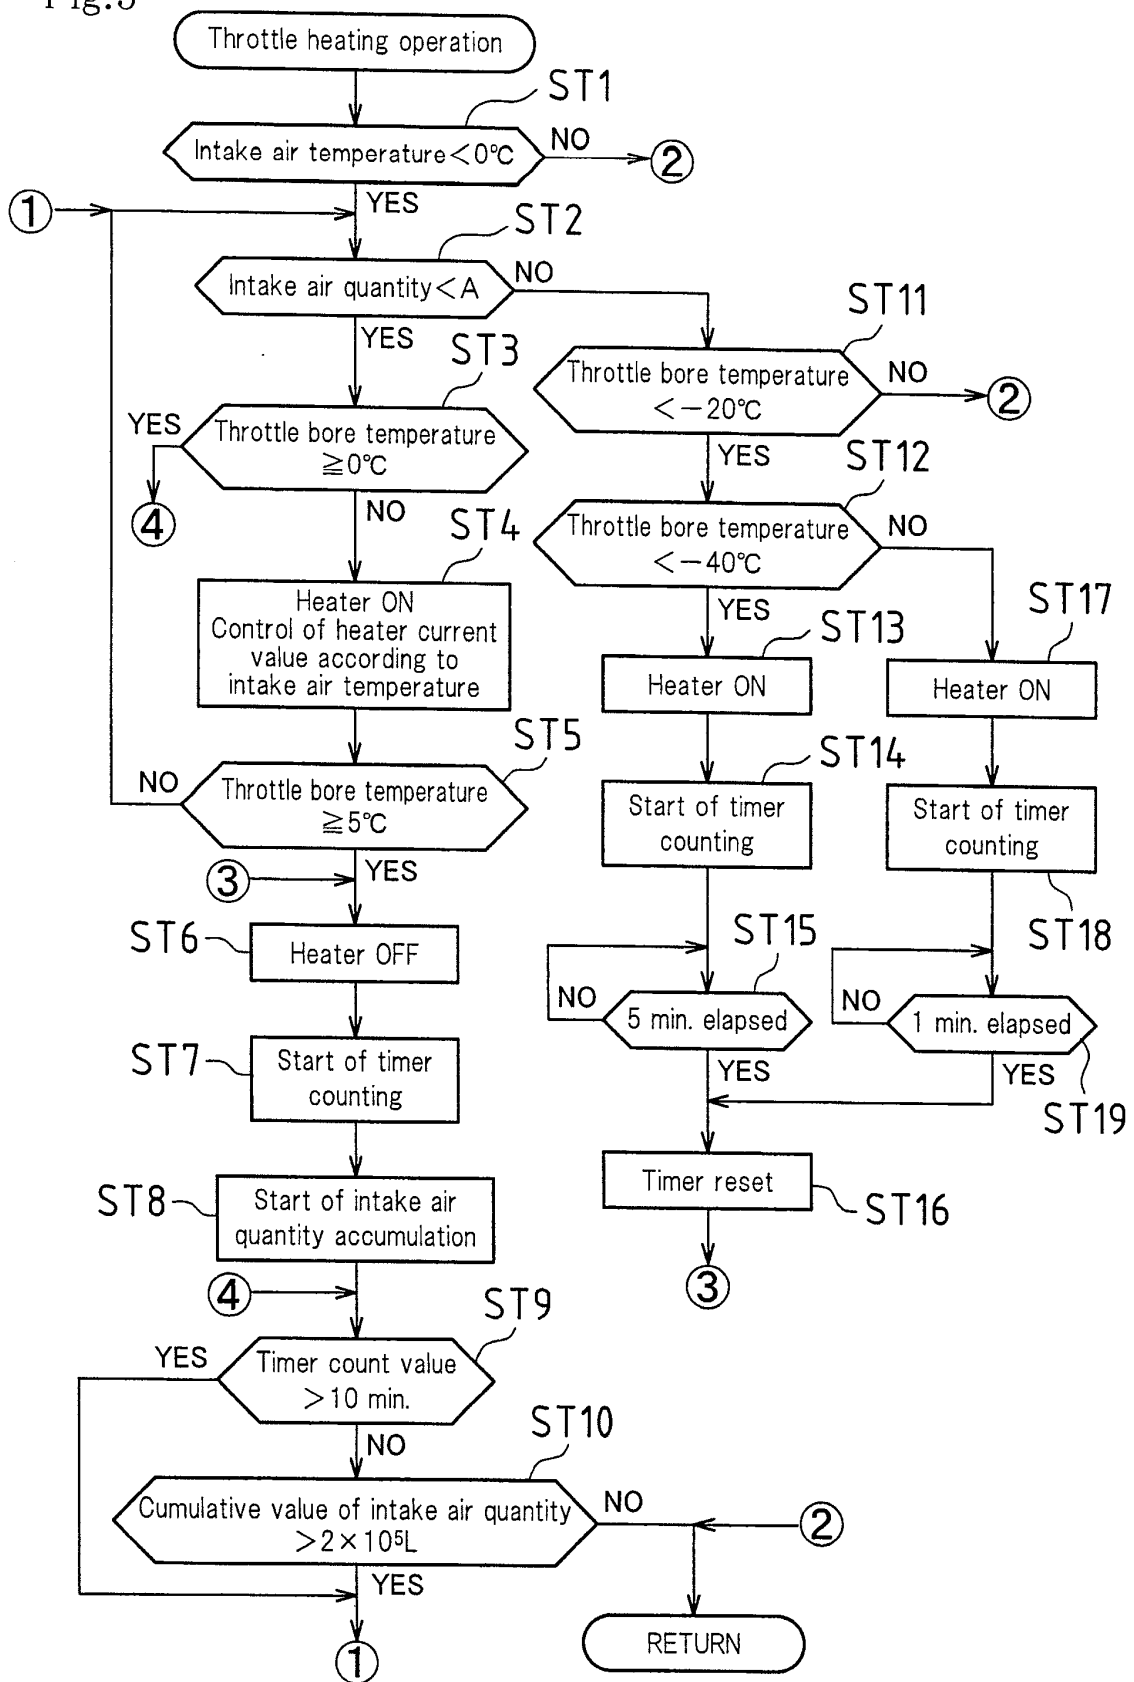 Fig.5
Throttle heating operation
ST1
Intake air temperature<0℃
NO
②
YES
①
ST2
Intake air quantity<A
NO
YES
ST11
Throttle bore temperature
<−20℃
NO
②
YES
ST3
Throttle bore temperature
≧0℃
YES
④
NO
ST12
Throttle bore temperature
<−40℃
NO
YES
ST4
Heater ON
Control of heater current
value according to
intake air temperature
ST13
Heater ON
ST17
Heater ON
ST5
Throttle bore temperature
≧5℃
NO
YES
③
ST14
Start of timer
counting
Start of timer
counting
ST18
ST6
Heater OFF
ST15
5 min. elapsed
NO
YES
1 min. elapsed
NO
YES
ST19
ST7
Start of timer
counting
Timer reset
ST16
③
ST8
Start of intake air
quantity accumulation
④
ST9
Timer count value
>10 min.
YES
NO
ST10
Cumulative value of intake air quantity
>2×10⁵L
NO
②
YES
①
RETURN